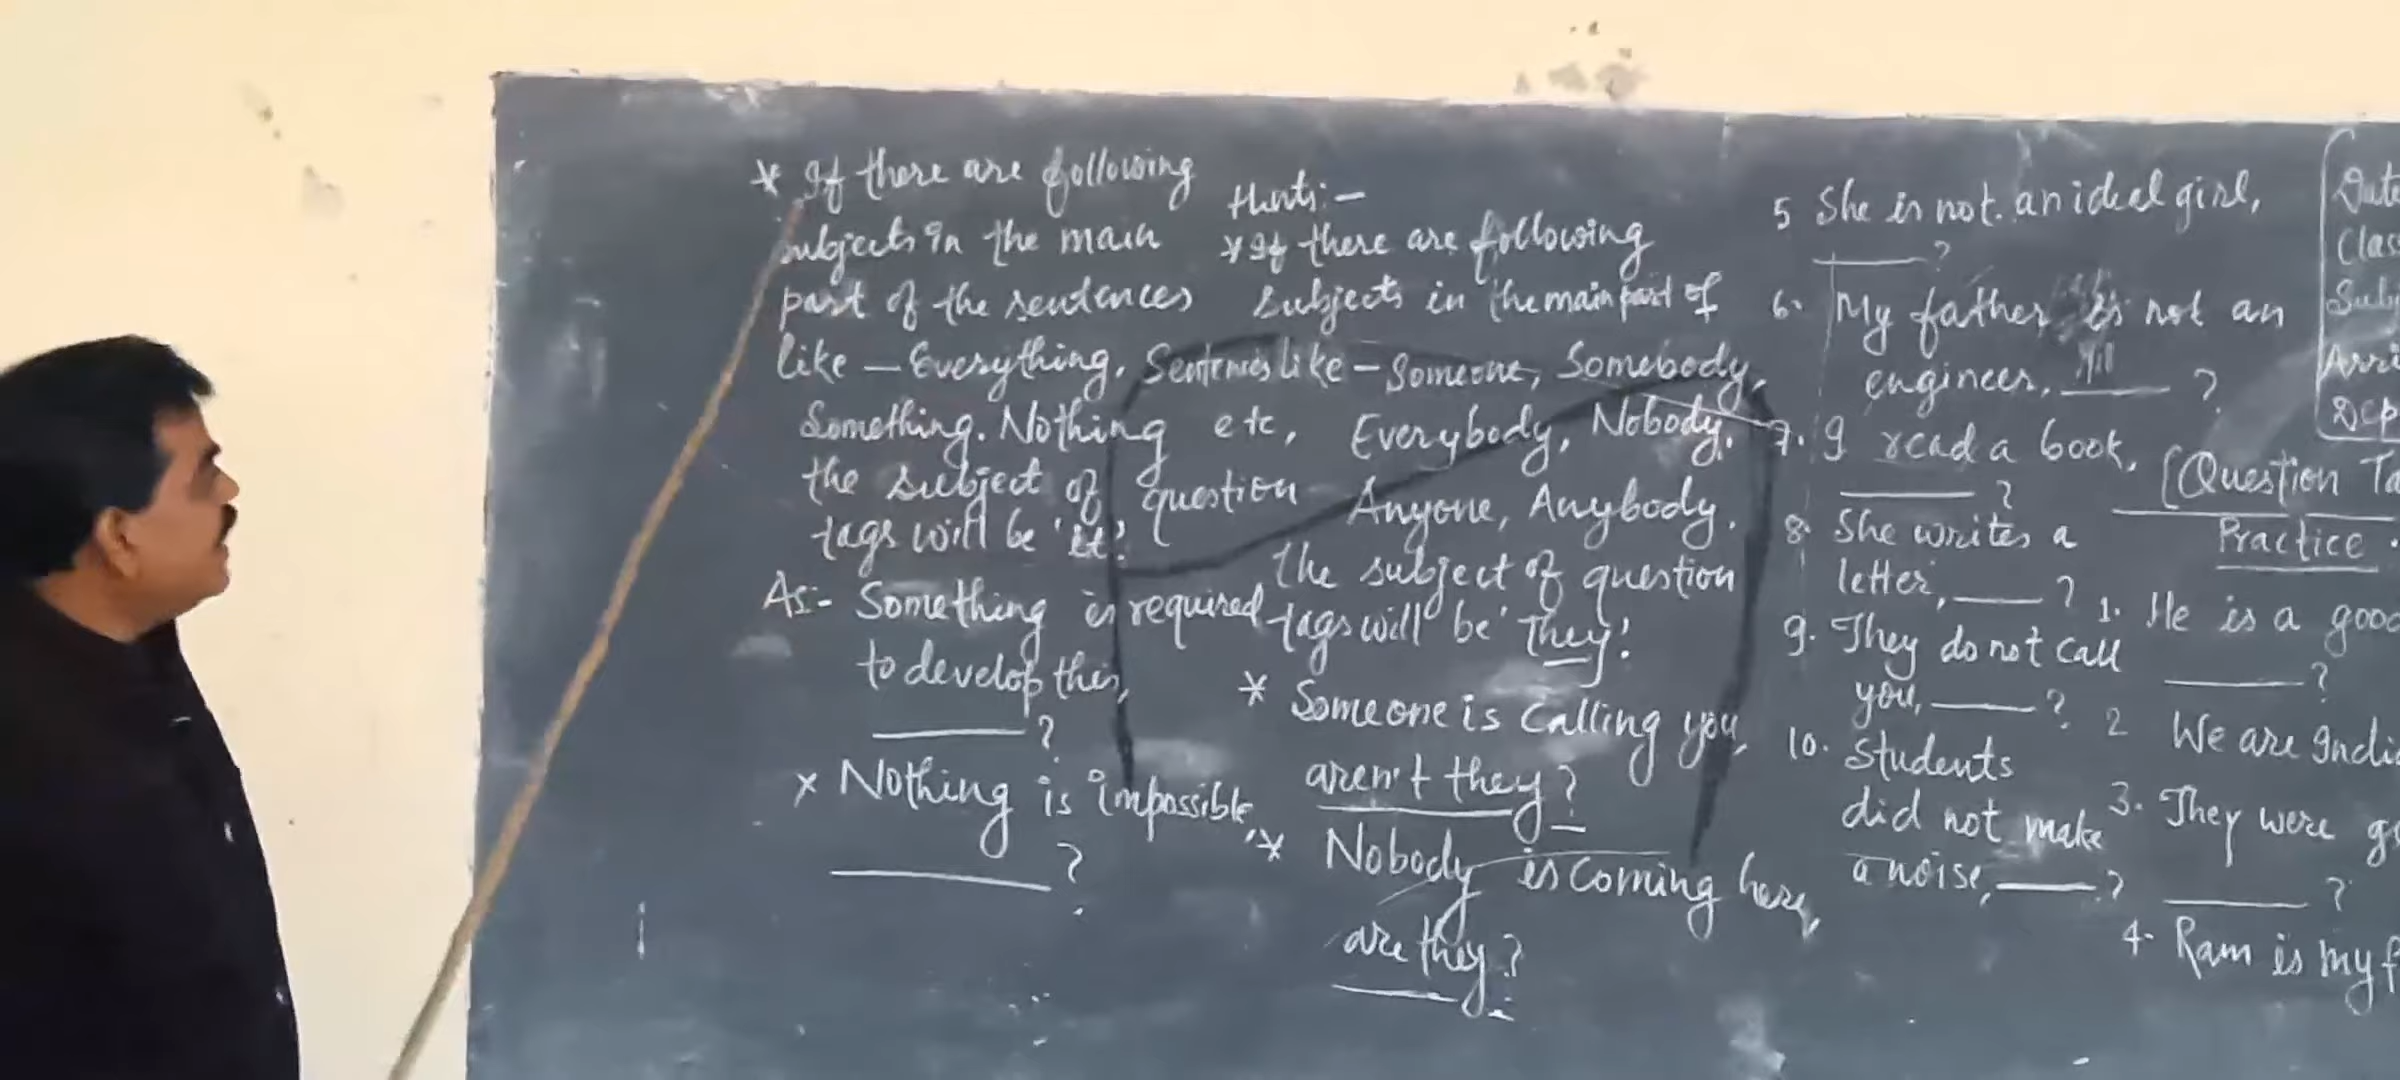 * If there are following
subjects in the main
part of the sentences
like — Everything,
Something. Nothing etc,
the subject of question
tags will be 'it'.
As:- Something is required
to develop this,
______?
* Nothing is impossible,
______?
Hints:-
* If there are following
subjects in the main part of
Sentences like - Someone, Somebody,
Everybody, Nobody,
Anyone, Anybody.
the subject of question
tags will be 'They'.
* Someone is calling you,
aren't they?
* Nobody is coming here,
are they?
5 She is not an ideal girl,
______?
6. My father is not an
engineer, ______?
7. I read a book,
______?
8. She writes a
letter, ______?
9. They do not call
you, ______?
10. Students
did not make
a noise, ______?
[Question Ta
Practice
1. He is a good
______?
2 We are Indi
3. They were g
______?
4. Ram is my f
Date
Clas
Subj
Arri
Dep